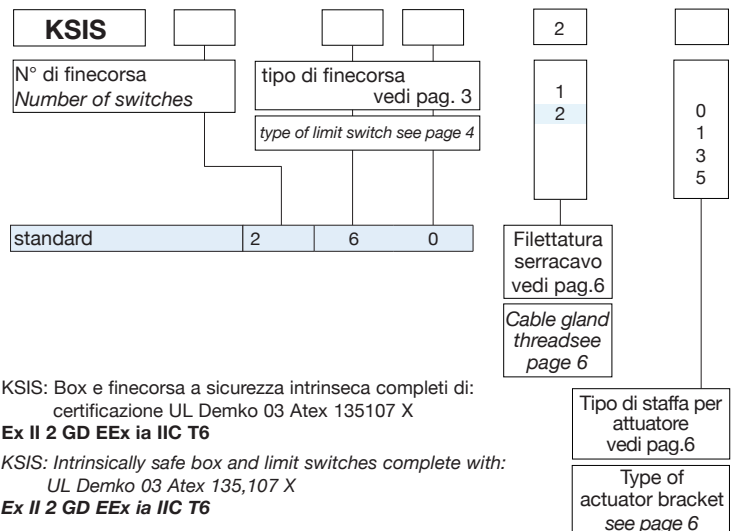 KSIS
2
N° di finecorsa
Number of switches
tipo di finecorsa
vedi pag. 3
type of limit switch see page 4
1
2
0
1
3
5
standard 2 6 0
Filettatura
serracavo
vedi pag.6
Cable gland
threadsee
page 6
KSIS: Box e finecorsa a sicurezza intrinseca completi di:
certificazione UL Demko 03 Atex 135107 X
Ex II 2 GD EEx ia IIC T6
KSIS: Intrinsically safe box and limit switches complete with:
UL Demko 03 Atex 135,107 X
Ex II 2 GD EEx ia IIC T6
Tipo di staffa per
attuatore
vedi pag.6
Type of
actuator bracket
see page 6